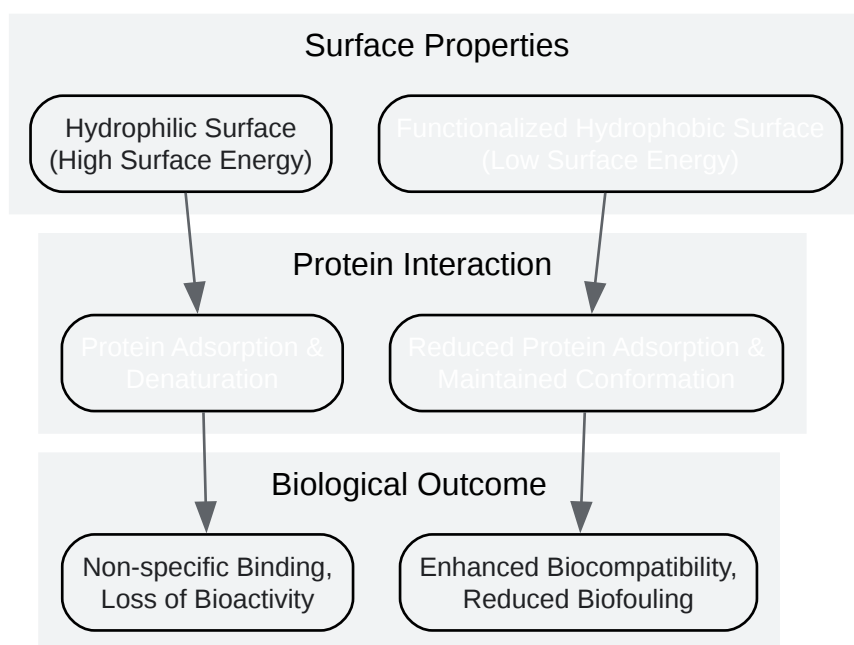 Surface Properties
Hydrophilic Surface
(High Surface Energy)
Functionalized Hydrophobic Surface
(Low Surface Energy)
Protein Interaction
Protein Adsorption &
Denaturation
Reduced Protein Adsorption &
Maintained Conformation
Biological Outcome
Non-specific Binding,
Loss of Bioactivity
Enhanced Biocompatibility,
Reduced Biofouling